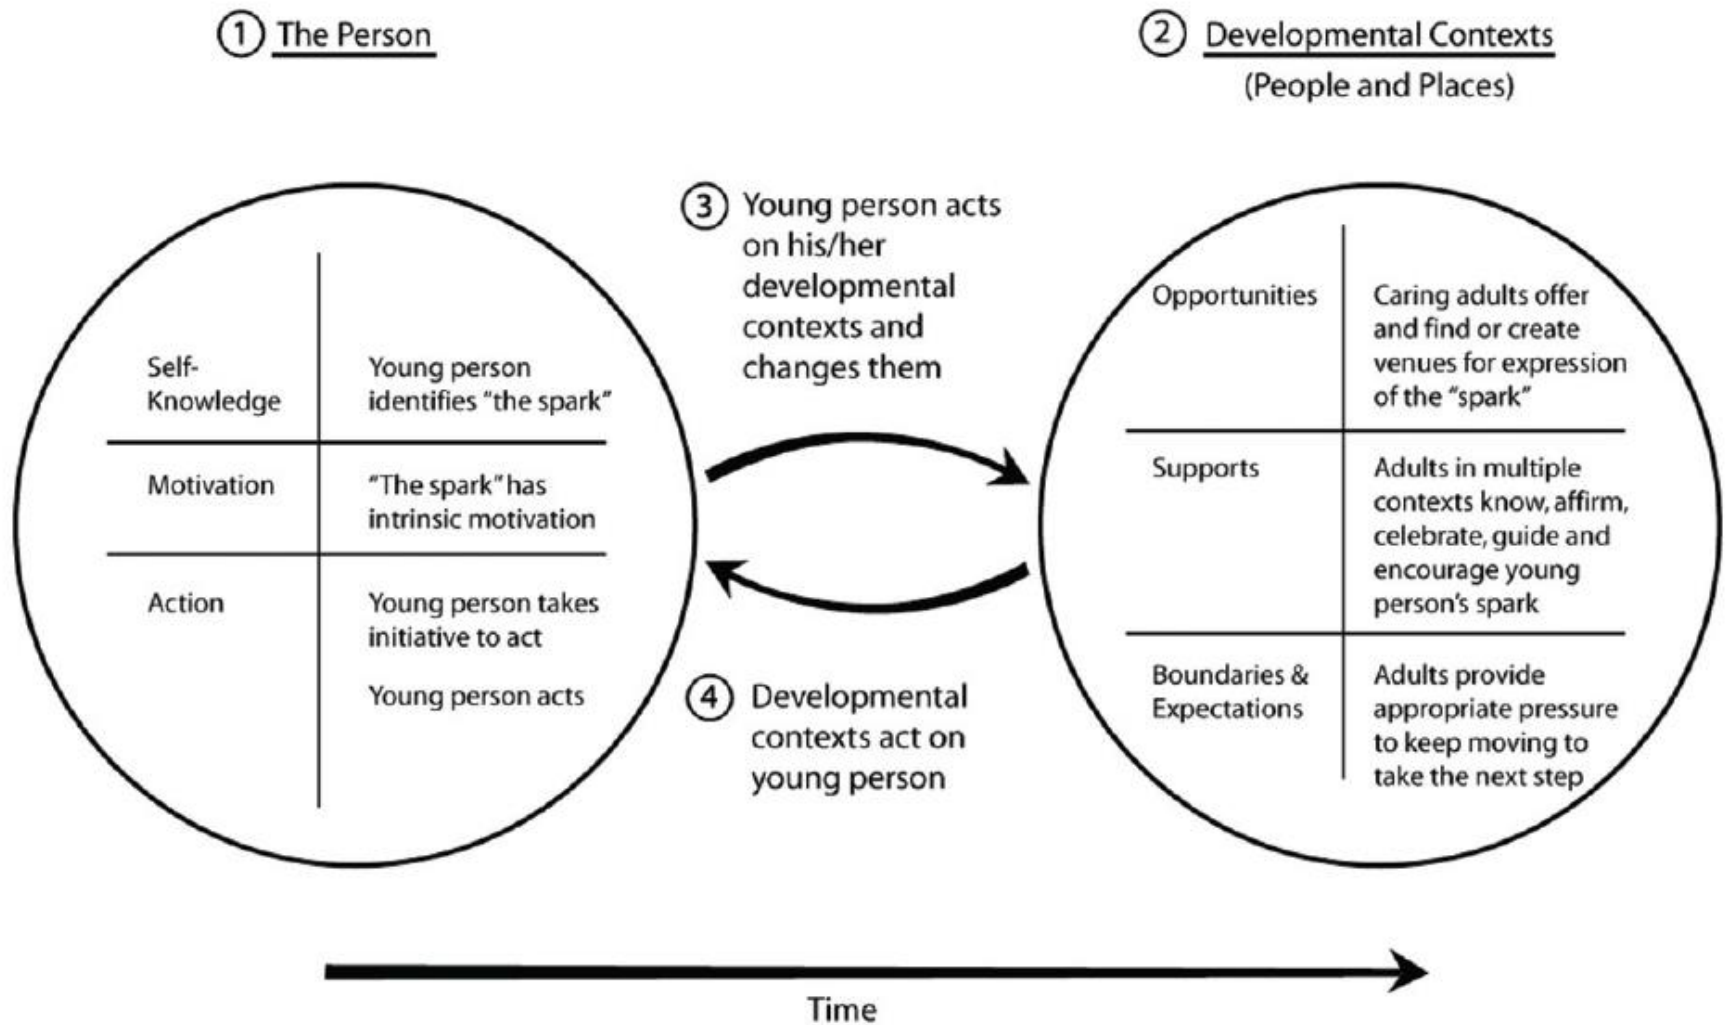 1 The Person
2 Developmental Contexts
(People and Places)
Self-
Knowledge
Young person
identifies "the spark"
Motivation
"The spark" has
intrinsic motivation
Action
Young person takes
initiative to act
Young person acts
3 Young person acts
on his/her
developmental
contexts and
changes them
4 Developmental
contexts act on
young person
Opportunities
Caring adults offer
and find or create
venues for expression
of the "spark"
Supports
Adults in multiple
contexts know, affirm,
celebrate, guide and
encourage young
person's spark
Boundaries &
Expectations
Adults provide
appropriate pressure
to keep moving to
take the next step
Time